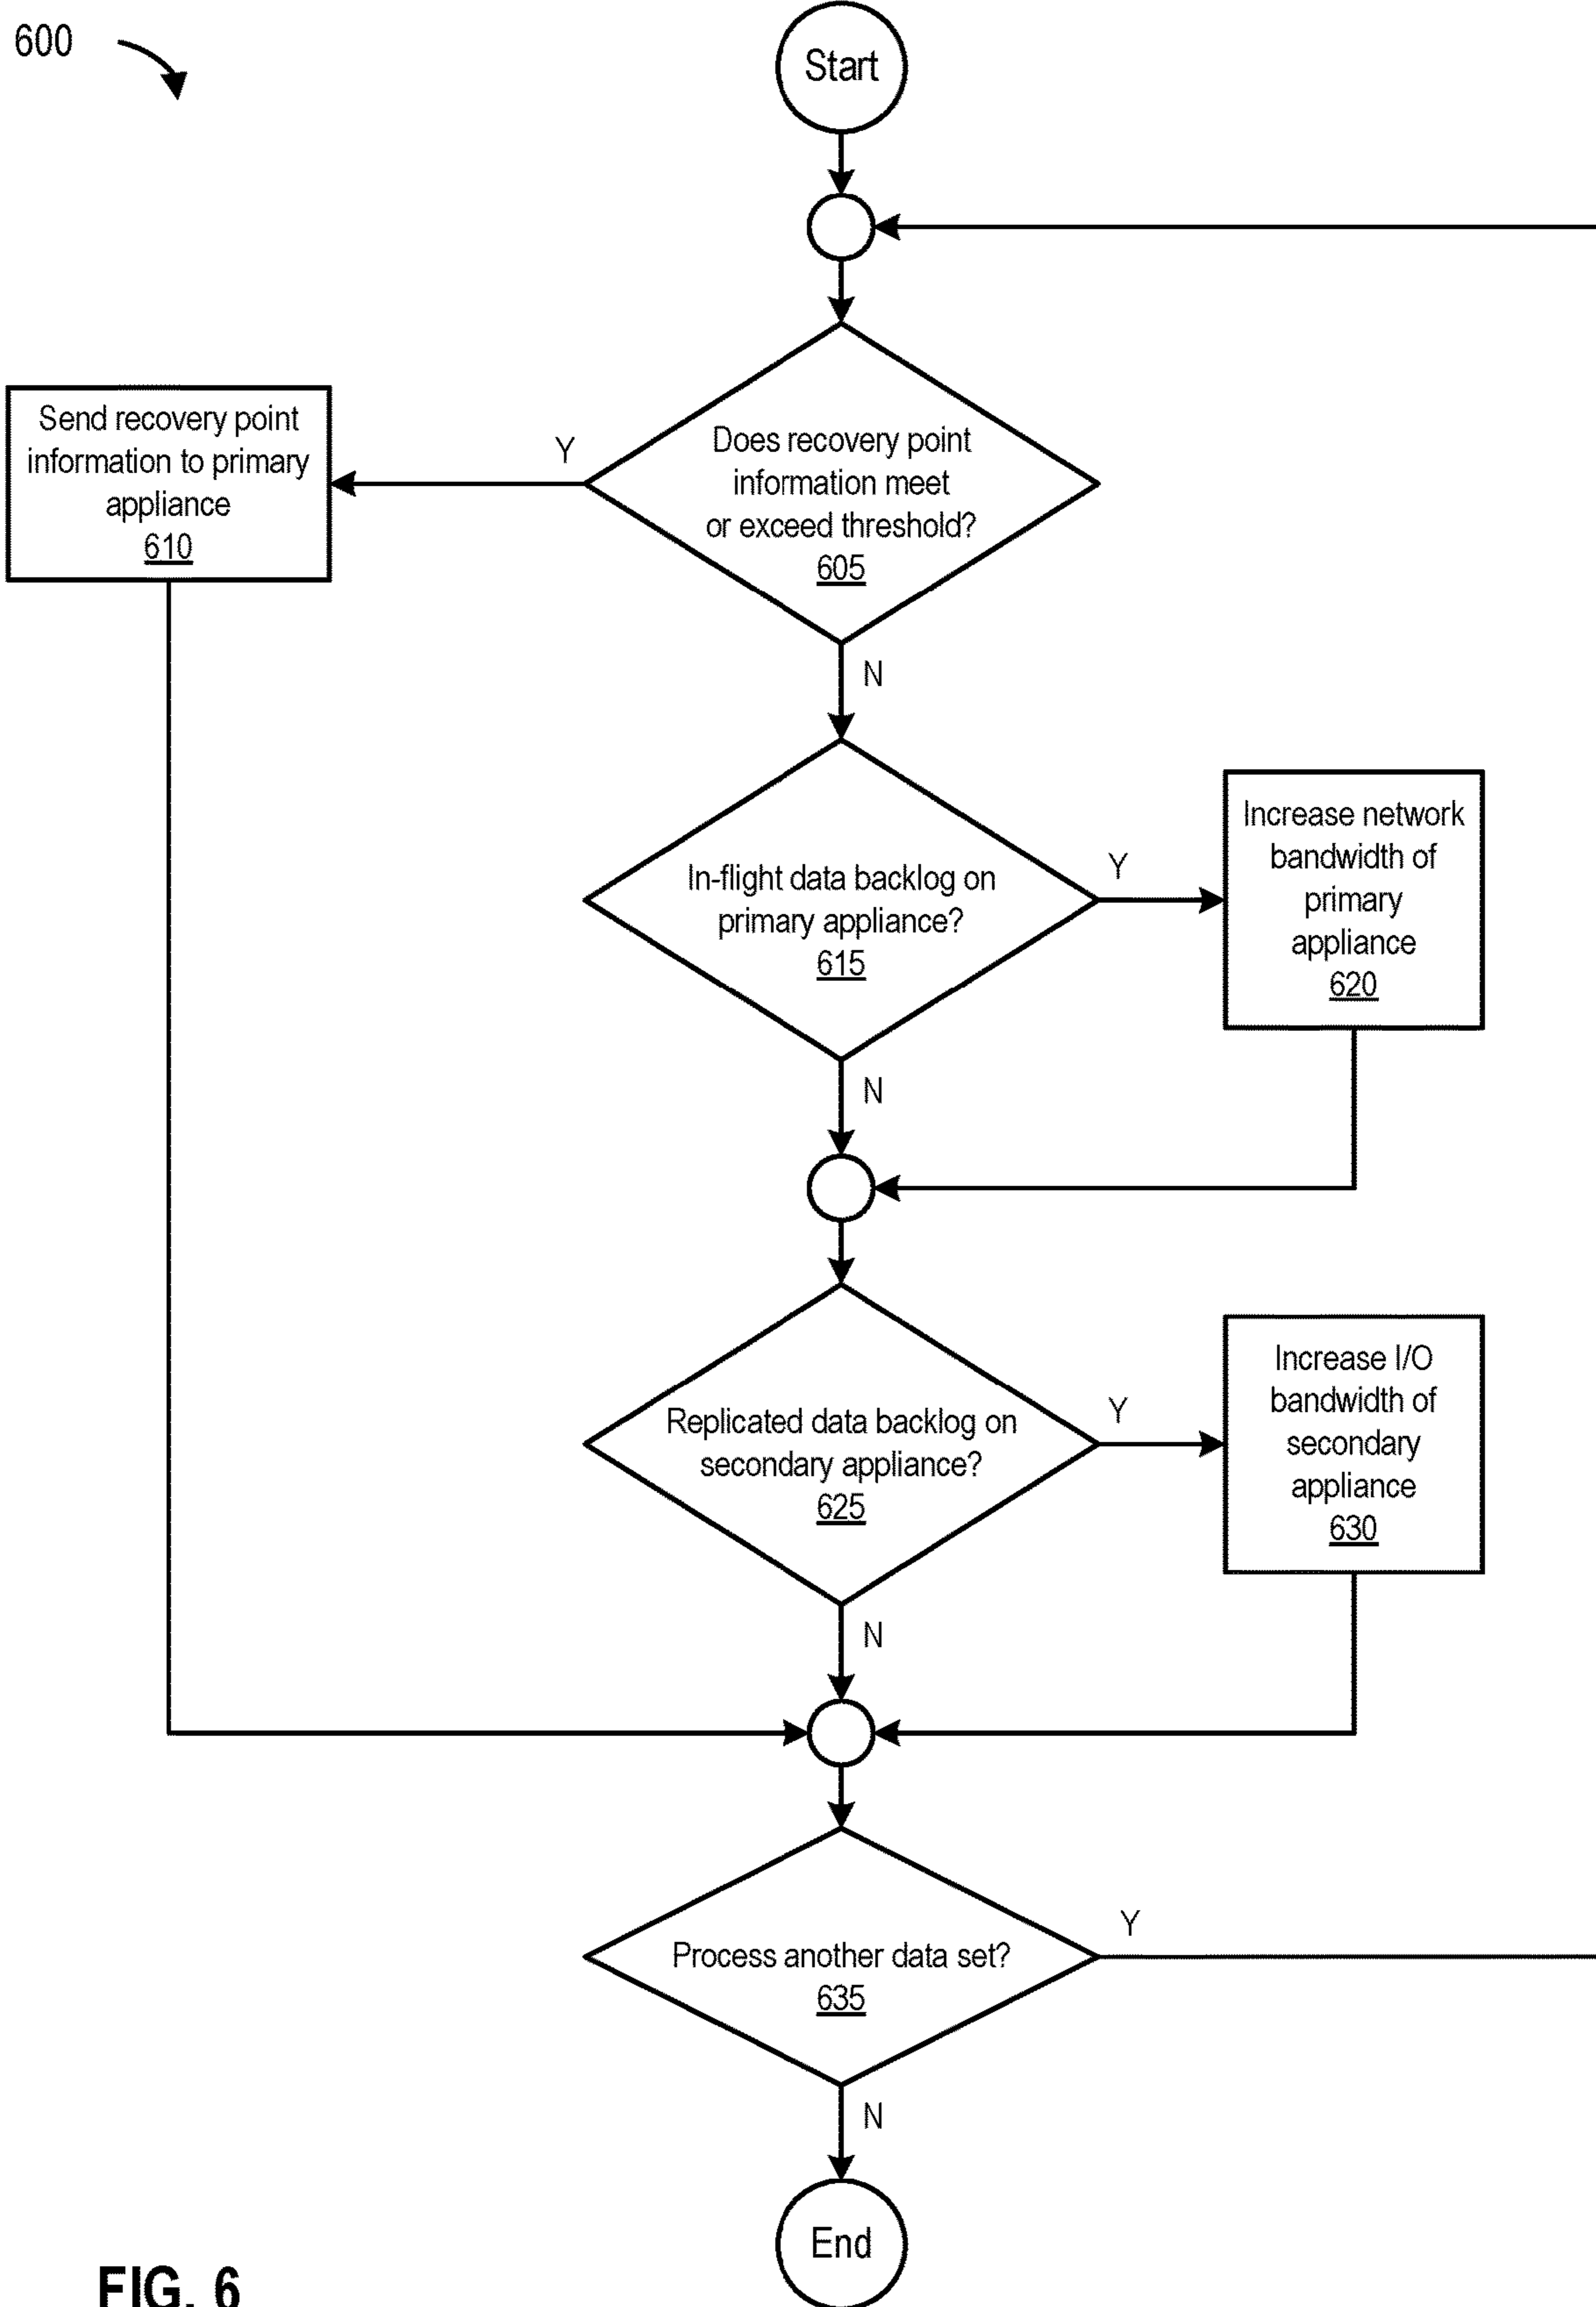 600
Start
Does recovery point
information meet
or exceed threshold?
605
Y
Send recovery point
information to primary
appliance
610
N
In-flight data backlog on
primary appliance?
615
Y
Increase network
bandwidth of
primary
appliance
620
N
Replicated data backlog on
secondary appliance?
625
Y
Increase I/O
bandwidth of
secondary
appliance
630
N
Process another data set?
635
Y
N
End
FIG. 6